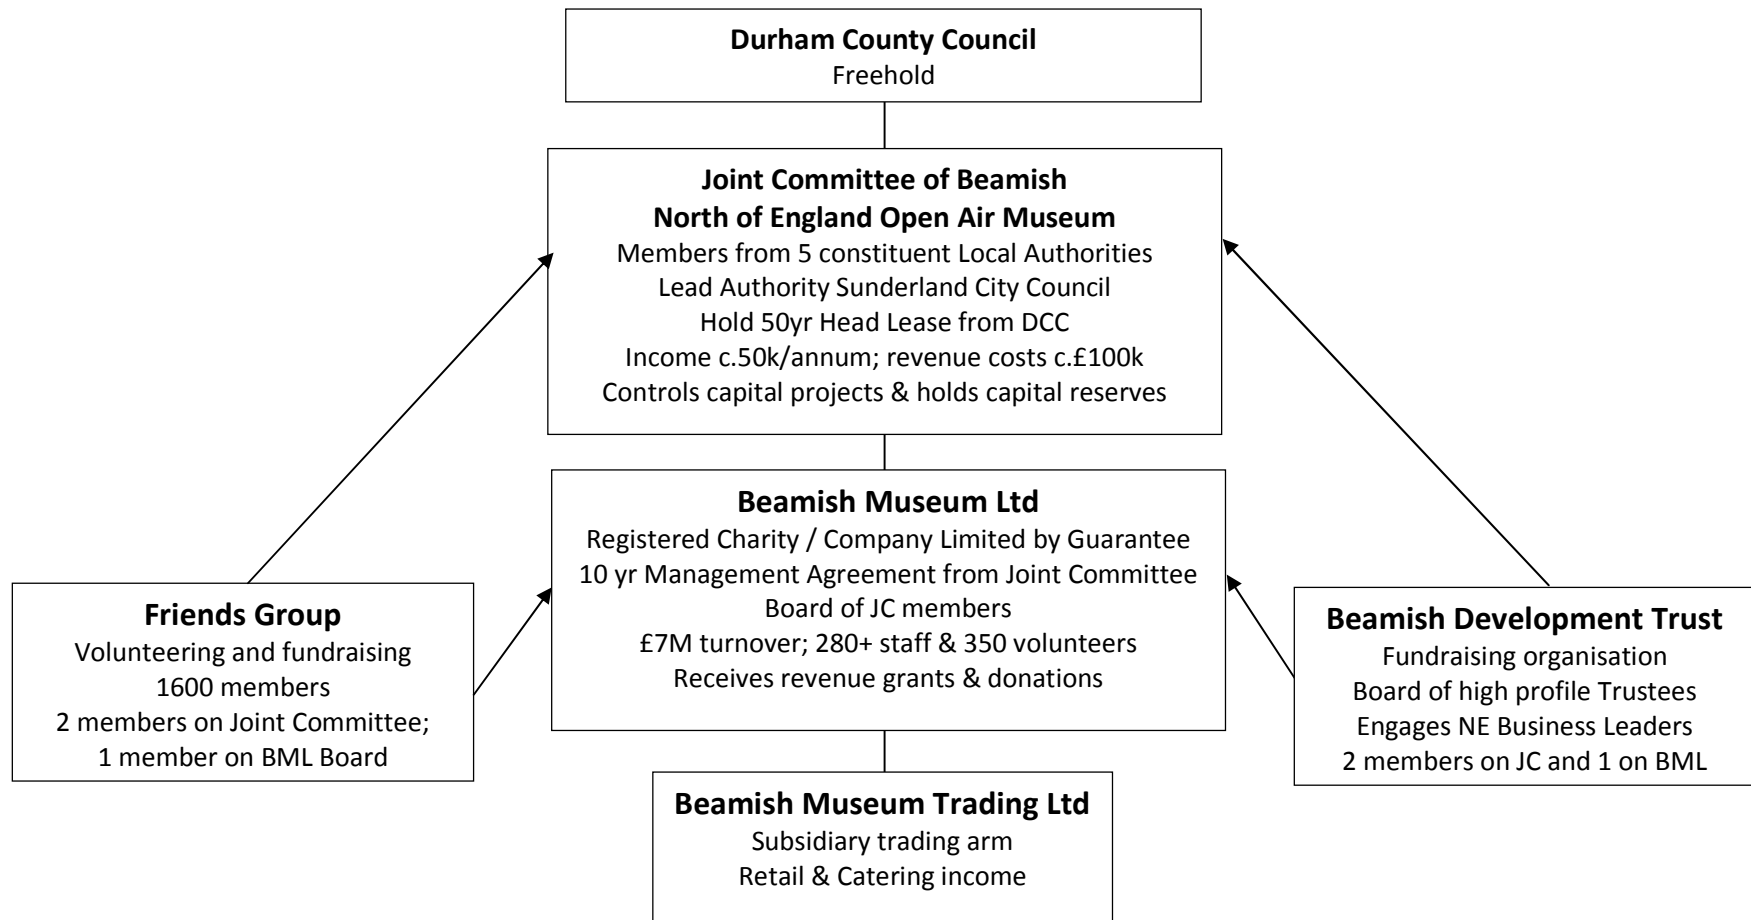 Durham County Council
Freehold
Joint Committee of Beamish
North of England Open Air Museum
Members from 5 constituent Local Authorities
Lead Authority Sunderland City Council
Hold 50yr Head Lease from DCC
Income c.50k/annum; revenue costs c.£100k
Controls capital projects & holds capital reserves
Beamish Museum Ltd
Registered Charity / Company Limited by Guarantee
10 yr Management Agreement from Joint Committee
Board of JC members
£7M turnover; 280+ staff & 350 volunteers
Receives revenue grants & donations
Friends Group
Volunteering and fundraising
1600 members
2 members on Joint Committee;
1 member on BML Board
Beamish Development Trust
Fundraising organisation
Board of high profile Trustees
Engages NE Business Leaders
2 members on JC and 1 on BML
Beamish Museum Trading Ltd
Subsidiary trading arm
Retail & Catering income